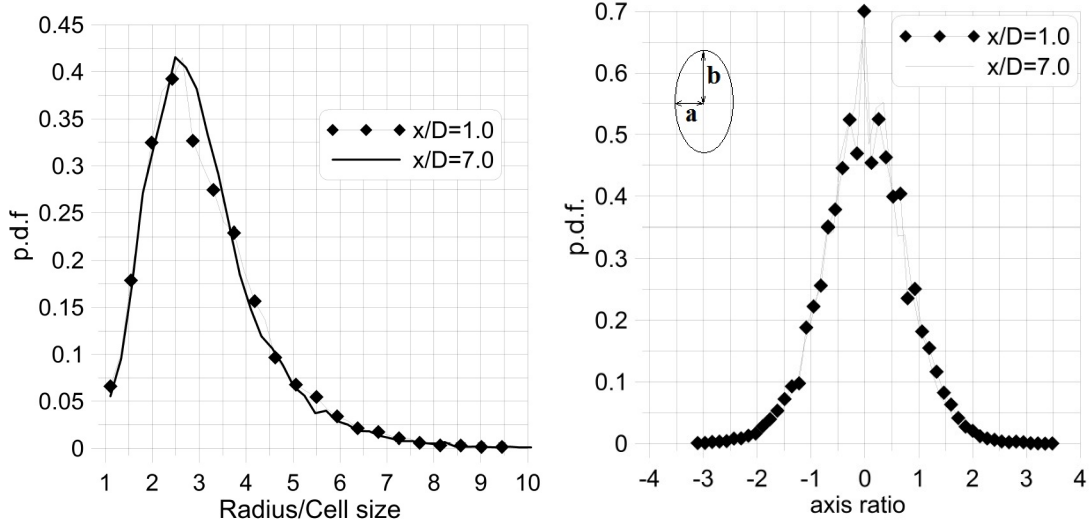 0.45
0.4
0.35
0.3
0.25
0.2
0.15
0.1
0.05
0
p.d.f
x/D=1.0
x/D=7.0
1 2 3 4 5 6 7 8 9 10
Radius/Cell size
0.7
0.6
0.5
0.4
0.3
0.2
0.1
0
p.d.f.
b
a
x/D=1.0
x/D=7.0
-4 -3 -2 -1 0 1 2 3 4
axis ratio